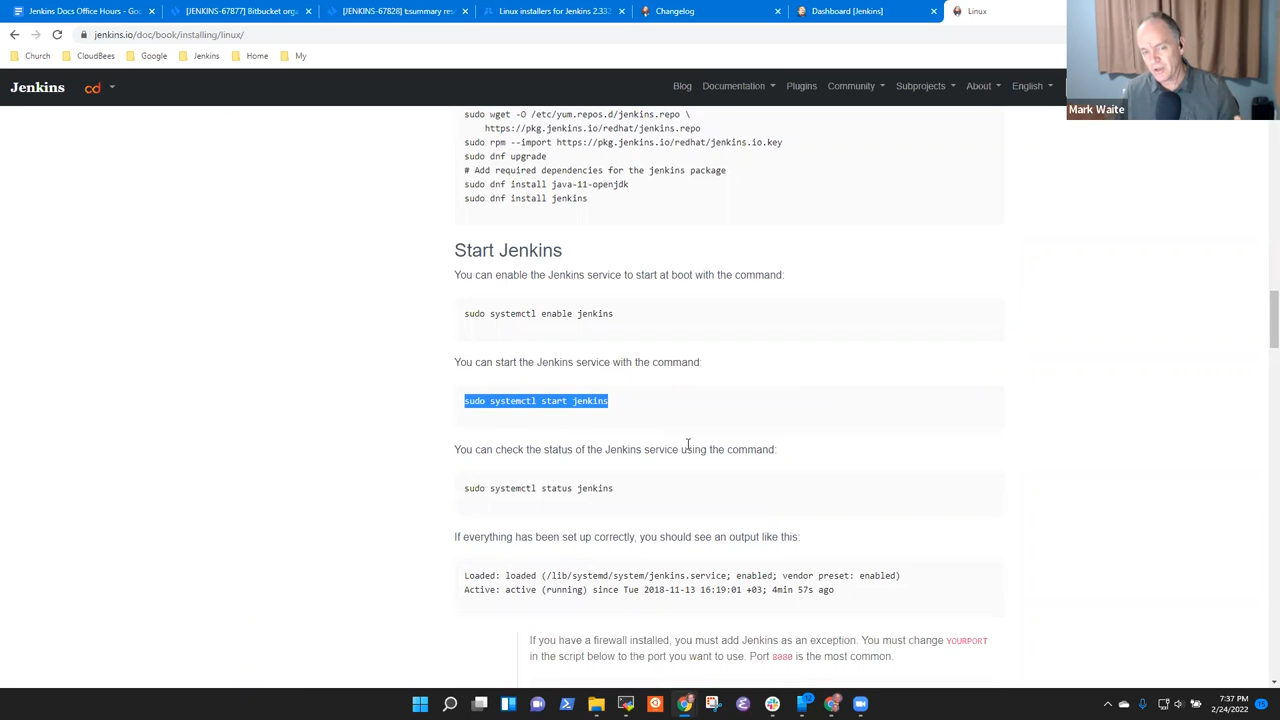 Jenkins Docs Office Hours - Goo
[JENKINS-67877] Bitbucket orga
[JENKINS-67828] t:summary res
Linux installers for Jenkins 2.332
Changelog
Dashboard [Jenkins]
Linux
jenkins.io/doc/book/installing/linux/
Church
CloudBees
Google
Jenkins
Home
My
Mark Waite
Jenkins
cd
Blog
Documentation
Plugins
Community
Subprojects
About
English
sudo wget -O /etc/yum.repos.d/jenkins.repo \
https://pkg.jenkins.io/redhat/jenkins.repo
sudo rpm --import https://pkg.jenkins.io/redhat/jenkins.io.key
sudo dnf upgrade
# Add required dependencies for the jenkins package
sudo dnf install java-11-openjdk
sudo dnf install jenkins
Start Jenkins
You can enable the Jenkins service to start at boot with the command:
sudo systemctl enable jenkins
You can start the Jenkins service with the command:
sudo systemctl start jenkins
You can check the status of the Jenkins service using the command:
sudo systemctl status jenkins
If everything has been set up correctly, you should see an output like this:
Loaded: loaded (/lib/systemd/system/jenkins.service; enabled; vendor preset: enabled)
Active: active (running) since Tue 2018-11-13 16:19:01 +03; 4min 57s ago
If you have a firewall installed, you must add Jenkins as an exception. You must change YOURPORT
in the script below to the port you want to use. Port 8080 is the most common.
12
7:37 PM
2/24/2022
15